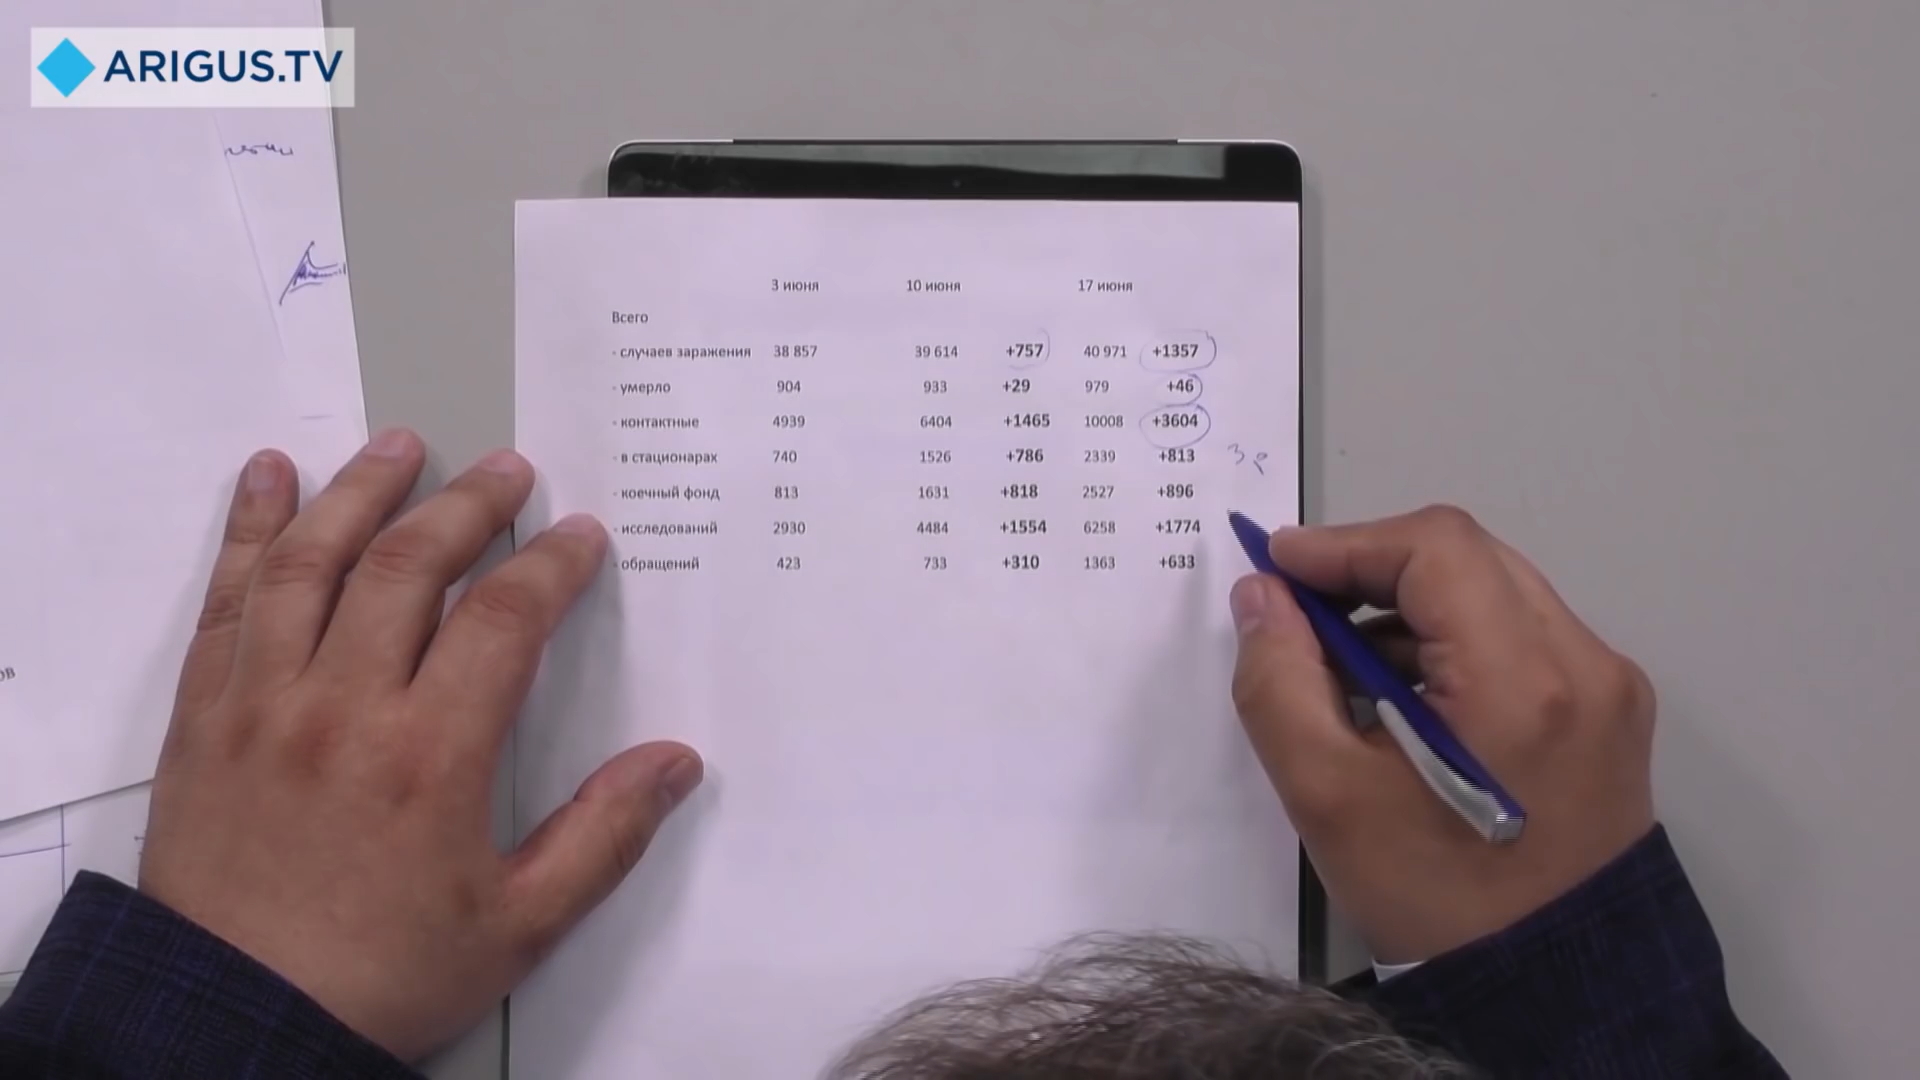 ARIGUS.TV
3 июня 10 июня 17 июня
Всего
- случаев заражения 38 857 39 614 +757 40 971 +1357
- умерло 904 933 +29 979 +46
- контактные 4939 6404 +1465 10008 +3604
- в стационарах 740 1526 +786 2339 +813 3 р
- коечный фонд 813 1631 +818 2527 +896
- исследований 2930 4484 +1554 6258 +1774
- обращений 423 733 +310 1363 +633
ов